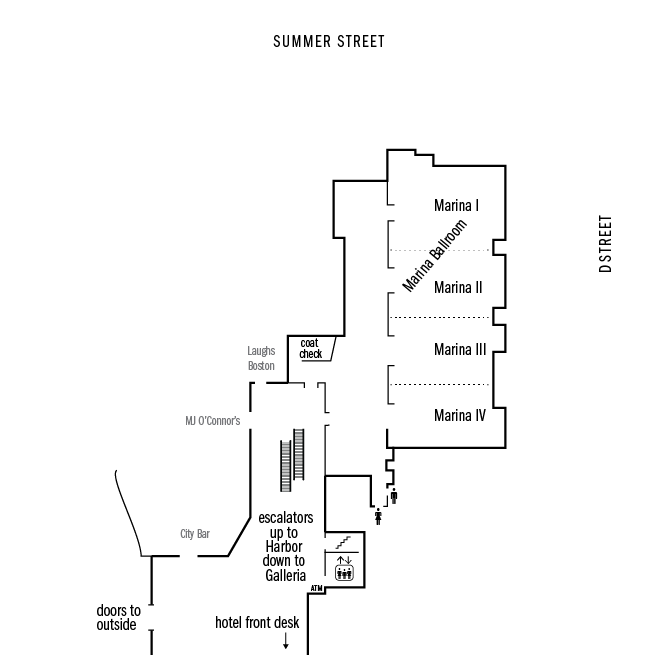 SUMMER STREET
Marina I
D STREET
Marina Ballroom
Marina II
coat
check
Marina III
Laughs
Boston
MJ O'Connor's
Marina IV
escalators
up to
Harbor
down to
Galleria
City Bar
ATM
doors to
outside
hotel front desk